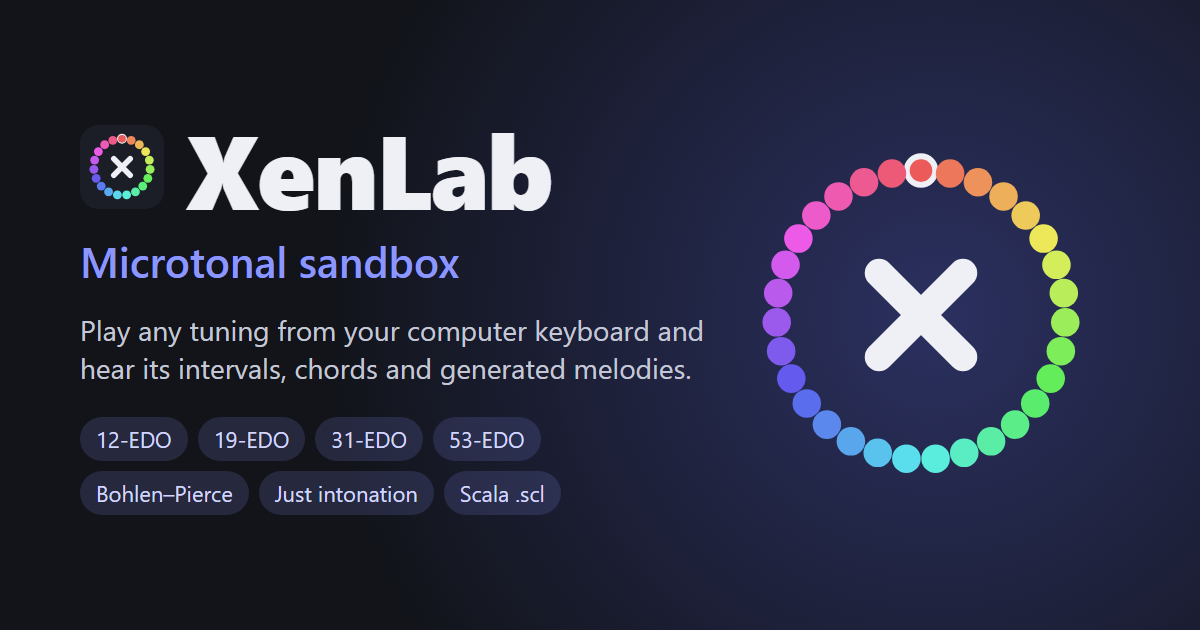 XenLab
Microtonal sandbox
Play any tuning from your computer keyboard and
hear its intervals, chords and generated melodies.
12-EDO 19-EDO 31-EDO 53-EDO
Bohlen–Pierce Just intonation Scala .scl